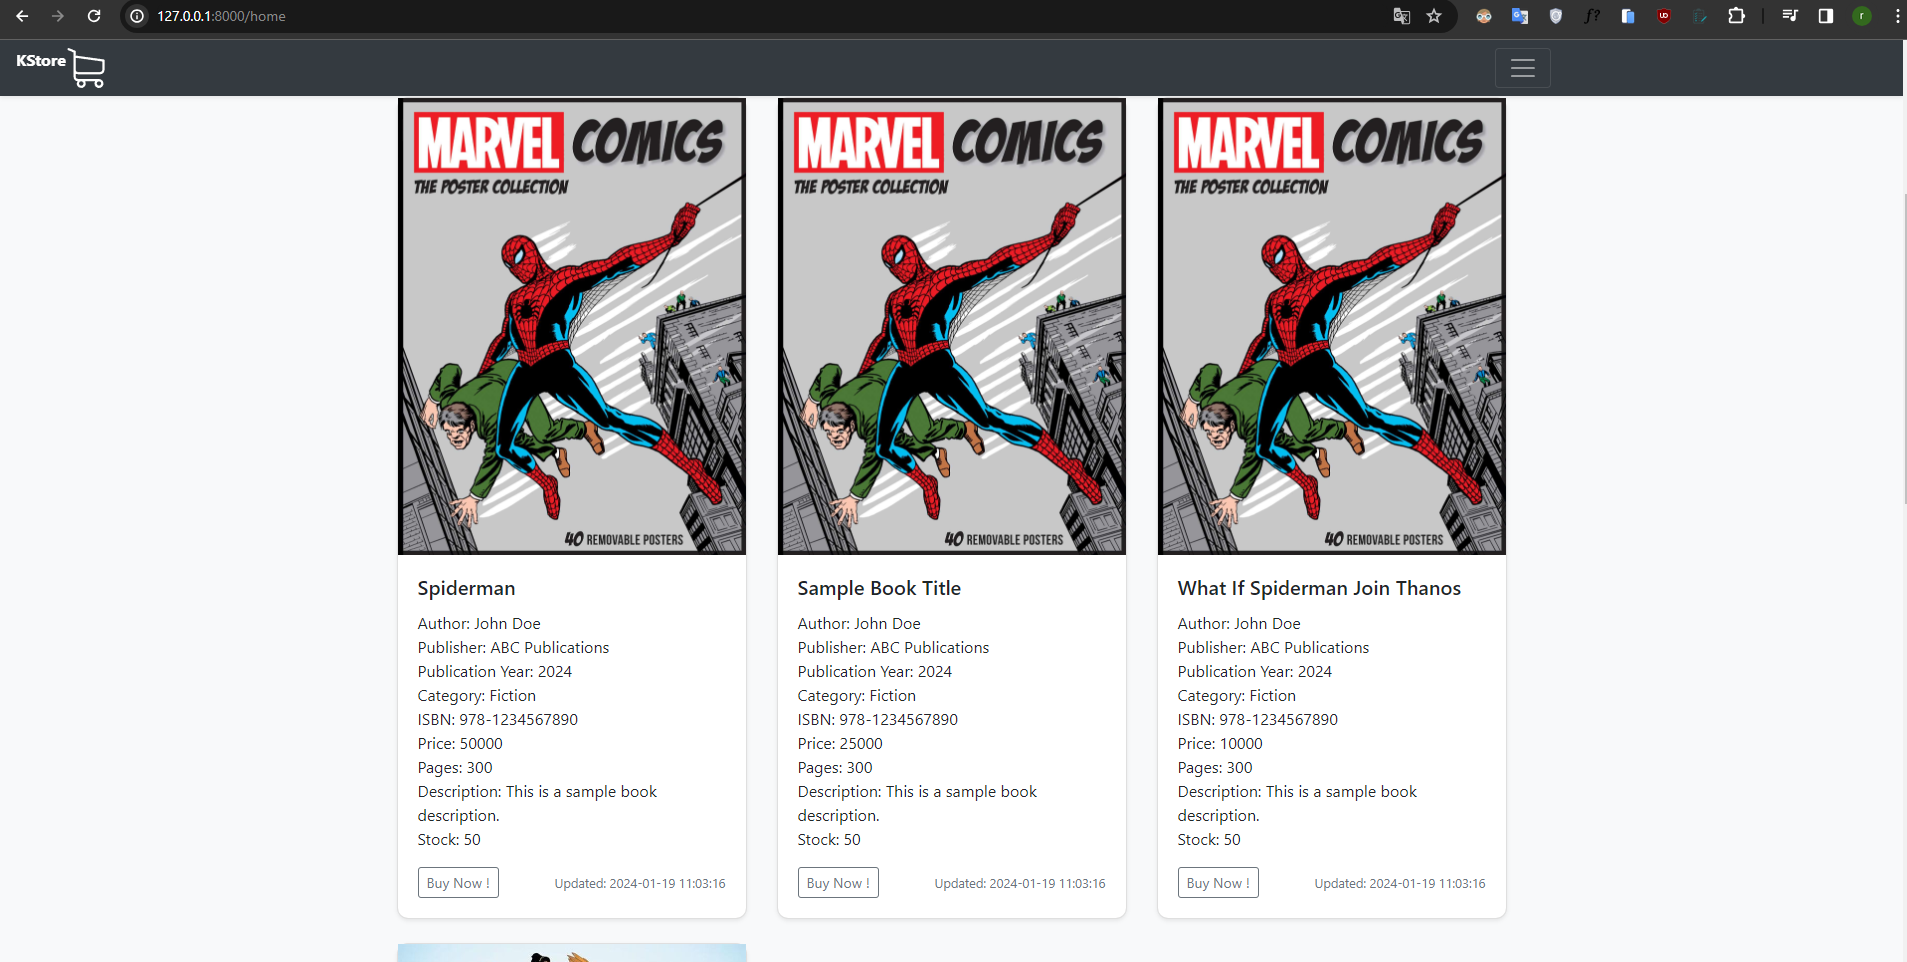 127.0.0.1:8000/home
KStore
MARVEL COMICS
THE POSTER COLLECTION
40 REMOVABLE POSTERS
Spiderman
Author: John Doe
Publisher: ABC Publications
Publication Year: 2024
Category: Fiction
ISBN: 978-1234567890
Price: 50000
Pages: 300
Description: This is a sample book
description.
Stock: 50
Buy Now !
Updated: 2024-01-19 11:03:16
MARVEL COMICS
THE POSTER COLLECTION
40 REMOVABLE POSTERS
Sample Book Title
Author: John Doe
Publisher: ABC Publications
Publication Year: 2024
Category: Fiction
ISBN: 978-1234567890
Price: 25000
Pages: 300
Description: This is a sample book
description.
Stock: 50
Buy Now !
Updated: 2024-01-19 11:03:16
MARVEL COMICS
THE POSTER COLLECTION
40 REMOVABLE POSTERS
What If Spiderman Join Thanos
Author: John Doe
Publisher: ABC Publications
Publication Year: 2024
Category: Fiction
ISBN: 978-1234567890
Price: 10000
Pages: 300
Description: This is a sample book
description.
Stock: 50
Buy Now !
Updated: 2024-01-19 11:03:16